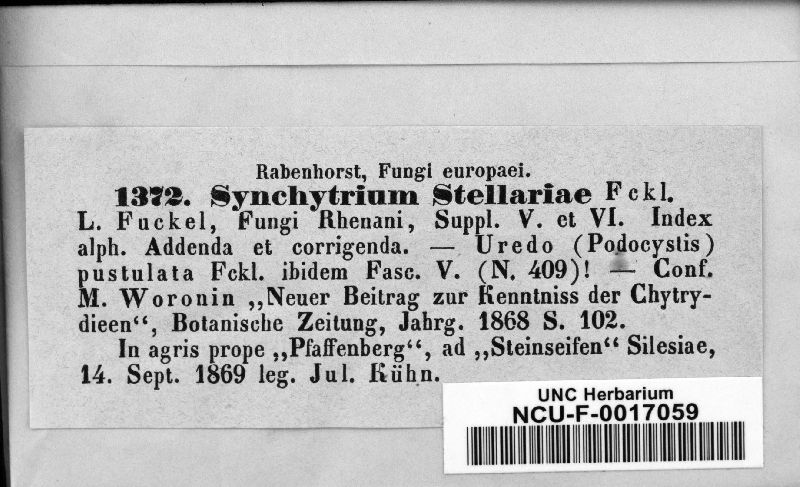 Rabenhorst, Fungi europaei.
1372. Synchytrium Stellariae Fckl.
L. Fuckel, Fungi Rhenani, Suppl. V. et VI. Index
alph. Addenda et corrigenda. — Uredo (Podocystis)
pustulata Fckl. ibidem Fasc. V. (N. 409)! — Conf.
M. Woronin „Neuer Beitrag zur Kenntniss der Chytry-
dieen“, Botanische Zeitung, Jahrg. 1868 S. 102.
In agris prope „Pfaffenberg“, ad „Steinseifen“ Silesiae,
14. Sept. 1869 leg. Jul. Kühn.
UNC Herbarium
NCU-F-0017059